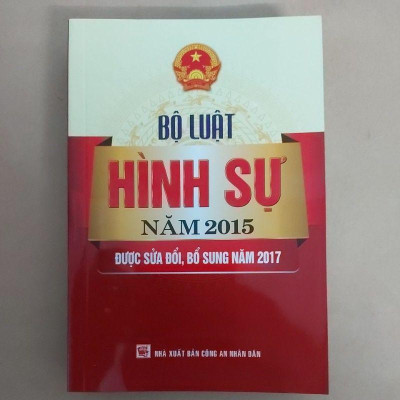 BỘ LUẬT
HÌNH SỰ
NĂM 2015
ĐƯỢC SỬA ĐỔI, BỔ SUNG NĂM 2017
NHÀ XUẤT BẢN CÔNG AN NHÂN DÂN